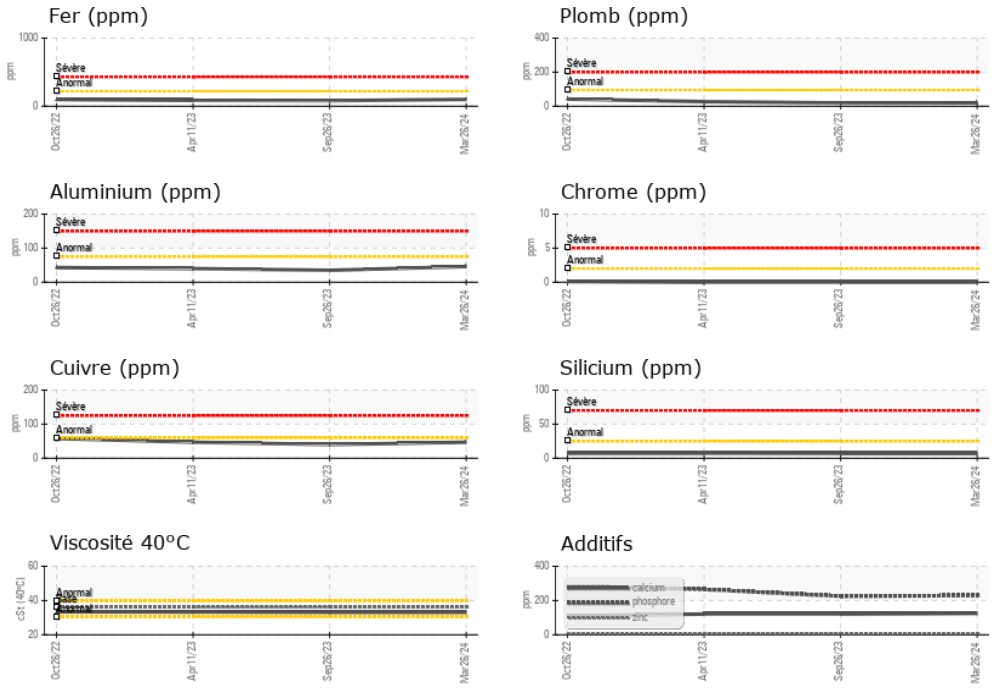 Fer (ppm)
Plomb (ppm)
1000
500
0
ppm
Sévère
Anormal
Oct26/22
Apr11/23
Sep26/23
Mar26/24
400
200
0
ppm
Sévère
Anormal
Oct26/22
Apr11/23
Sep26/23
Mar26/24
Aluminium (ppm)
Chrome (ppm)
200
100
0
ppm
Sévère
Anormal
Oct26/22
Apr11/23
Sep26/23
Mar26/24
10
5
0
ppm
Sévère
Anormal
Oct26/22
Apr11/23
Sep26/23
Mar26/24
Cuivre (ppm)
Silicium (ppm)
200
100
0
ppm
Sévère
Anormal
Oct26/22
Apr11/23
Sep26/23
Mar26/24
100
50
0
ppm
Sévère
Anormal
Oct26/22
Apr11/23
Sep26/23
Mar26/24
Viscosité 40°C
Additifs
60
40
20
cSt (40°C)
Anormal
Base
Anormal
Oct26/22
Apr11/23
Sep26/23
Mar26/24
400
200
0
ppm
calcium
phosphore
zinc
Oct26/22
Apr11/23
Sep26/23
Mar26/24